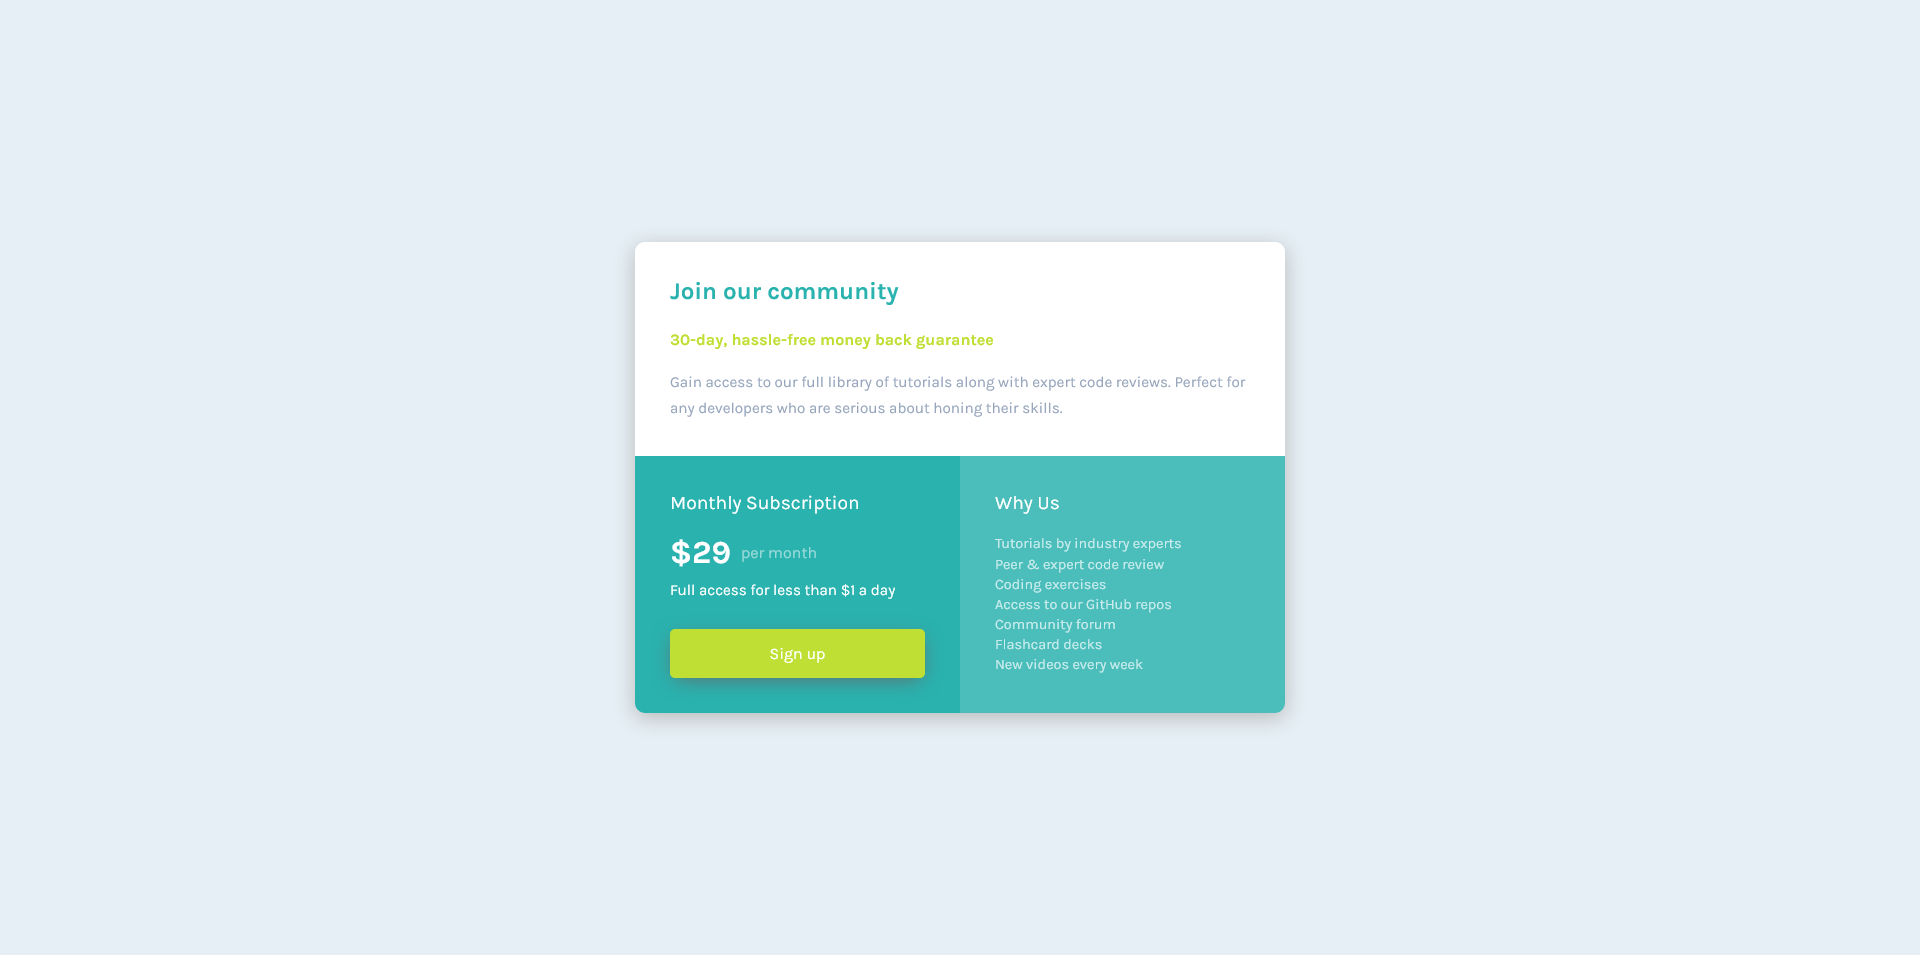 Join our community
30-day, hassle-free money back guarantee
Gain access to our full library of tutorials along with expert code reviews. Perfect for
any developers who are serious about honing their skills.
Monthly Subscription
$29 per month
Full access for less than $1 a day
Sign up
Why Us
Tutorials by industry experts
Peer & expert code review
Coding exercises
Access to our GitHub repos
Community forum
Flashcard decks
New videos every week